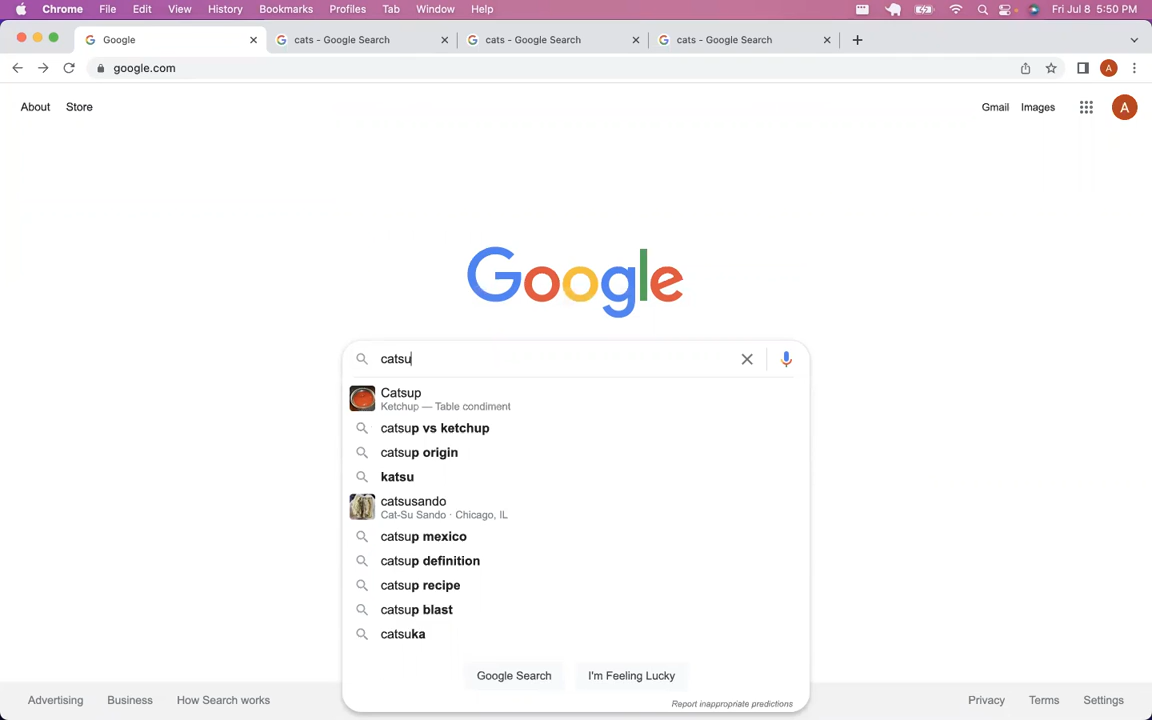 Chrome File Edit View History Bookmarks Profiles Tab Window Help Fri Jul 8 5:50 PM
Google cats - Google Search cats - Google Search cats - Google Search
google.com A
About Store Gmail Images A
Google
catsu
Catsup
Ketchup — Table condiment
catsup vs ketchup
catsup origin
katsu
catsusando
Cat-Su Sando · Chicago, IL
catsup mexico
catsup definition
catsup recipe
catsup blast
catsuka
Google Search I'm Feeling Lucky
Report inappropriate predictions
Advertising Business How Search works Privacy Terms Settings